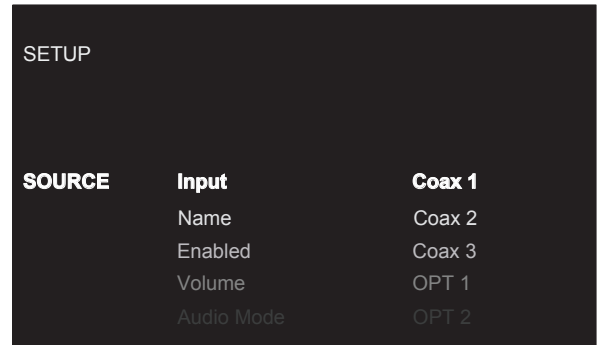 SETUP
SOURCE Input Coax 1
Name Coax 2
Enabled Coax 3
Volume OPT 1
Audio Mode OPT 2